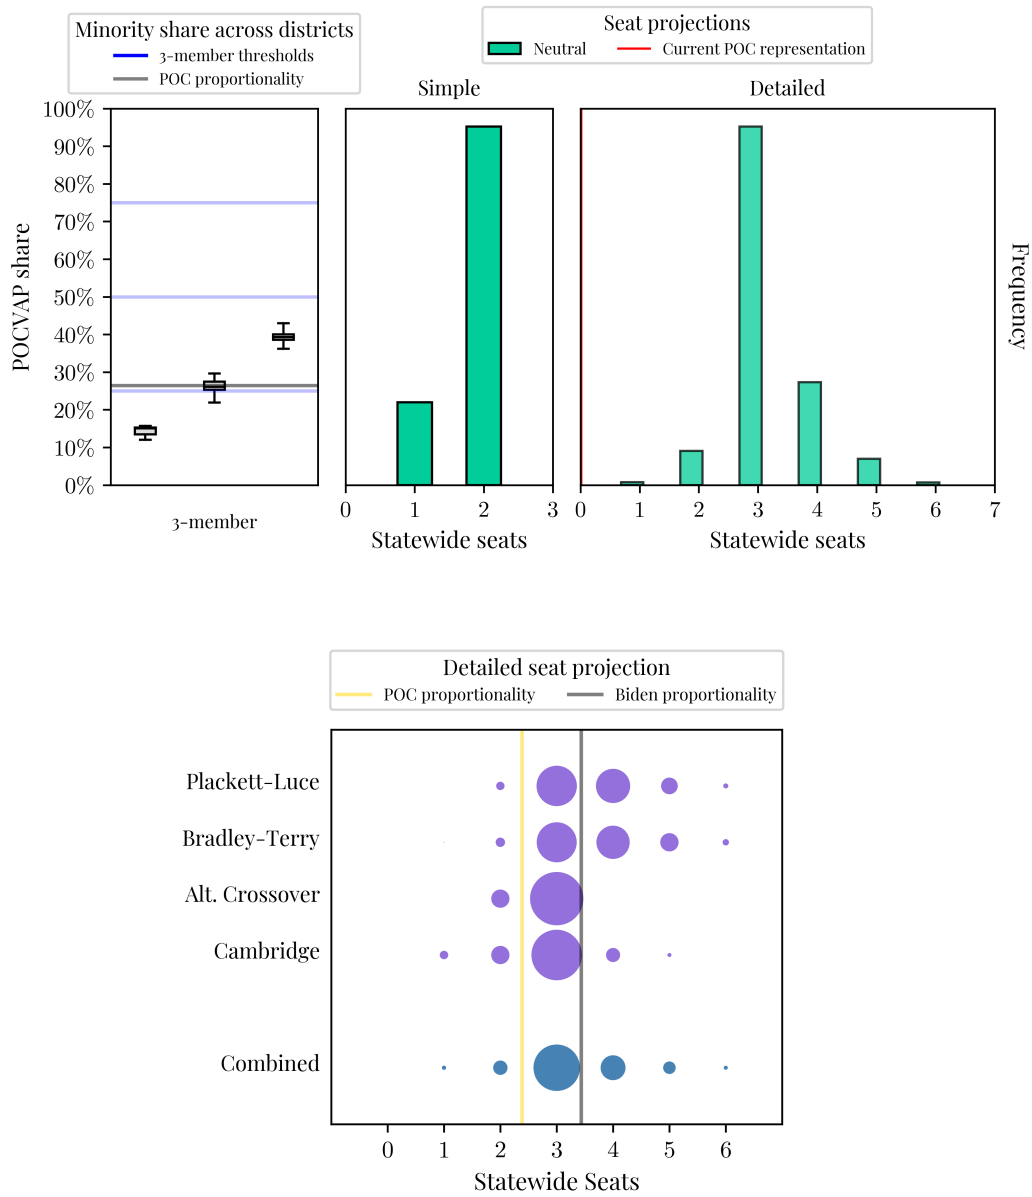 Minority share across districts
3-member thresholds
POC proportionality
Seat projections
Neutral
Current POC representation
Simple
Detailed
100%
90%
80%
70%
60%
50%
40%
30%
20%
10%
0%
POCVAP share
3-member
0 1 2 3
Statewide seats
0 1 2 3 4 5 6 7
Statewide seats
Frequency
Detailed seat projection
POC proportionality
Biden proportionality
Plackett-Luce
Bradley-Terry
Alt. Crossover
Cambridge
Combined
0 1 2 3 4 5 6
Statewide Seats